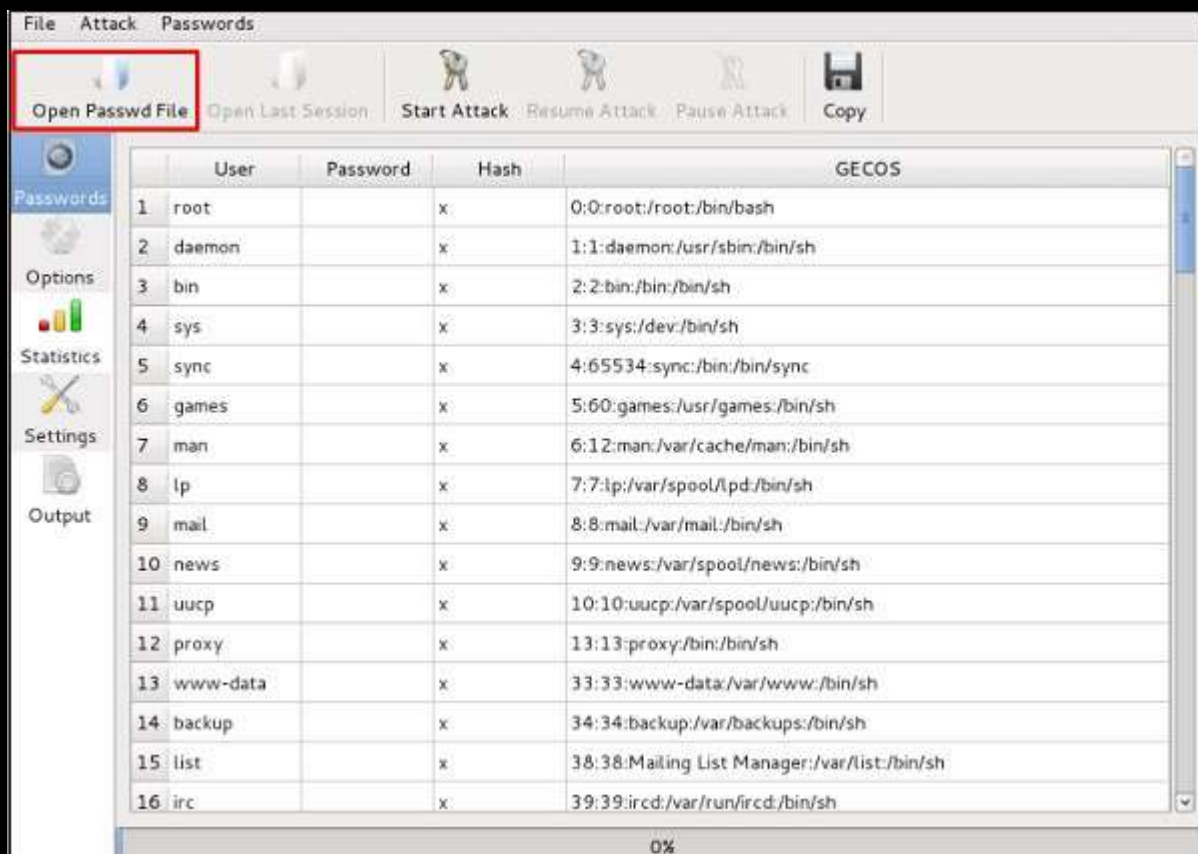 File Attack Passwords
Open Passwd File Open Last Session Start Attack Resume Attack Pause Attack Copy
Passwords
Options
Statistics
Settings
Output
User Password Hash GECOS
1 root x 0:0:root:/root:/bin/bash
2 daemon x 1:1:daemon:/usr/sbin:/bin/sh
3 bin x 2:2:bin:/bin:/bin/sh
4 sys x 3:3:sys:/dev:/bin/sh
5 sync x 4:65534:sync:/bin:/bin/sync
6 games x 5:60:games:/usr/games:/bin/sh
7 man x 6:12:man:/var/cache/man:/bin/sh
8 lp x 7:7:lp:/var/spool/lpd:/bin/sh
9 mail x 8:8:mail:/var/mail:/bin/sh
10 news x 9:9:news:/var/spool/news:/bin/sh
11 uucp x 10:10:uucp:/var/spool/uucp:/bin/sh
12 proxy x 13:13:proxy:/bin:/bin/sh
13 www-data x 33:33:www-data:/var/www:/bin/sh
14 backup x 34:34:backup:/var/backups:/bin/sh
15 list x 38:38:Mailing List Manager:/var/list:/bin/sh
16 irc x 39:39:ircd:/var/run/ircd:/bin/sh
0%